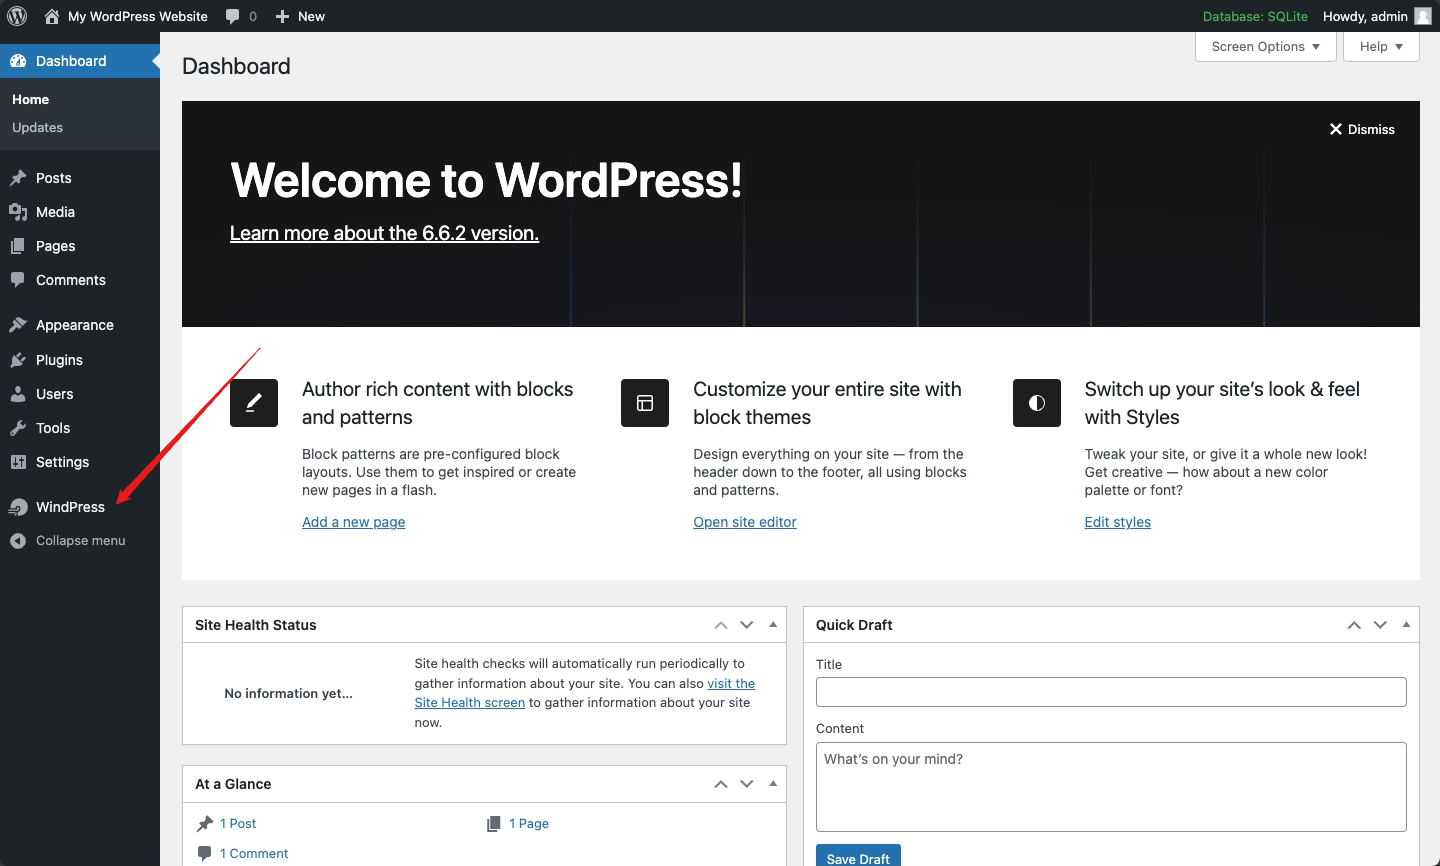 My WordPress Website 0 New Database: SQLite Howdy, admin
Screen Options Help
Dashboard
Home
Updates
Posts
Media
Pages
Comments
Appearance
Plugins
Users
Tools
Settings
WindPress
Collapse menu
Dashboard
Dismiss
Welcome to WordPress!
Learn more about the 6.6.2 version.
Author rich content with blocks
and patterns
Block patterns are pre-configured block
layouts. Use them to get inspired or create
new pages in a flash.
Add a new page
Customize your entire site with
block themes
Design everything on your site — from the
header down to the footer, all using blocks
and patterns.
Open site editor
Switch up your site’s look & feel
with Styles
Tweak your site, or give it a whole new look!
Get creative — how about a new color
palette or font?
Edit styles
Site Health Status
No information yet...
Site health checks will automatically run periodically to
gather information about your site. You can also visit the
Site Health screen to gather information about your site
now.
At a Glance
1 Post
1 Page
1 Comment
Quick Draft
Title
Content
What’s on your mind?
Save Draft